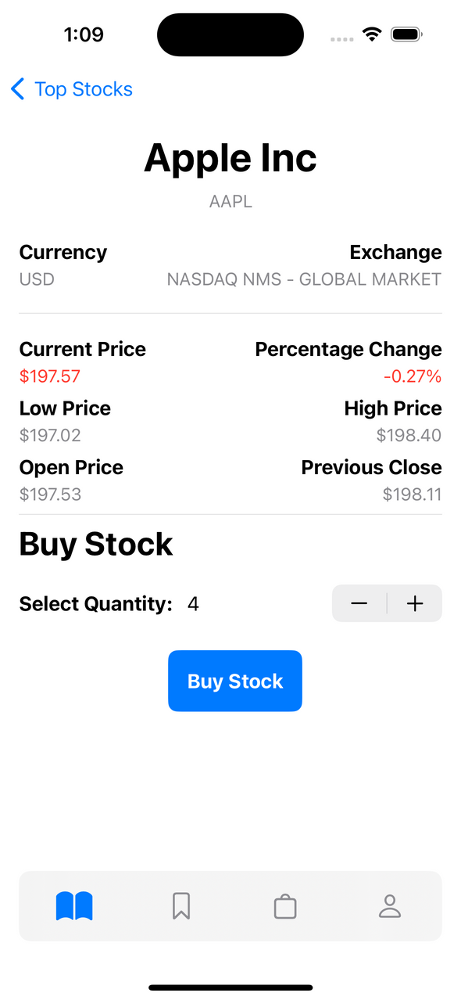 1:09
Top Stocks
Apple Inc
AAPL
Currency Exchange
USD NASDAQ NMS - GLOBAL MARKET
Current Price Percentage Change
$197.57 -0.27%
Low Price High Price
$197.02 $198.40
Open Price Previous Close
$197.53 $198.11
Buy Stock
Select Quantity: 4
Buy Stock